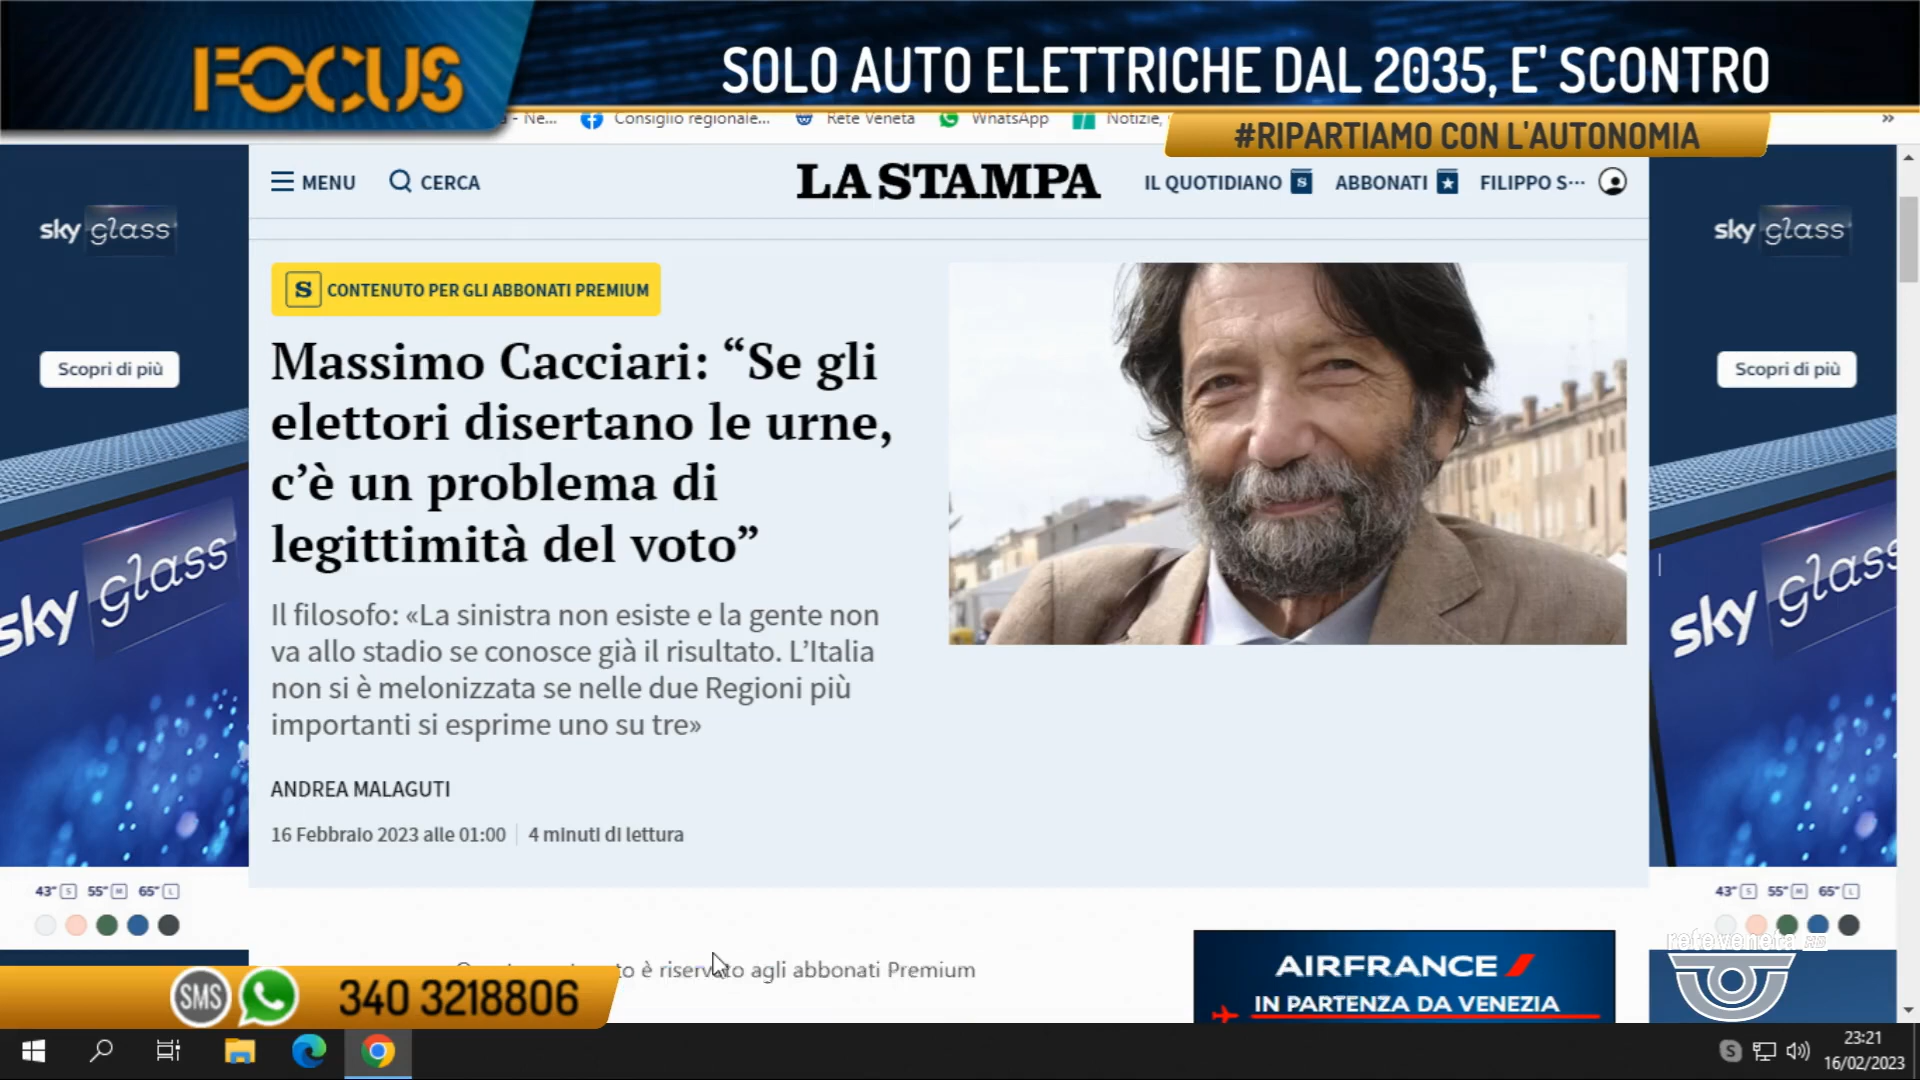 FOCUS
SOLO AUTO ELETTRICHE DAL 2035, E' SCONTRO
#RIPARTIAMO CON L'AUTONOMIA
- Ne... Consiglio regionale... Rete Veneta WhatsApp Notizie,
MENU CERCA LA STAMPA IL QUOTIDIANO S ABBONATI FILIPPO S···
sky glass
sky glass
S CONTENUTO PER GLI ABBONATI PREMIUM
Massimo Cacciari: “Se gli
elettori disertano le urne,
c’è un problema di
legittimità del voto”
Scopri di più
Scopri di più
Il filosofo: «La sinistra non esiste e la gente non
va allo stadio se conosce già il risultato. L’Italia
non si è melonizzata se nelle due Regioni più
importanti si esprime uno su tre»
sky glass
sky glass
ANDREA MALAGUTI
16 Febbraio 2023 alle 01:00 4 minuti di lettura
43" S 55" M 65" L
43" S 55" M 65" L
è riservato agli abbonati Premium
AIRFRANCE
IN PARTENZA DA VENEZIA
reteveneta HD
SMS 340 3218806
S
23:21
16/02/2023